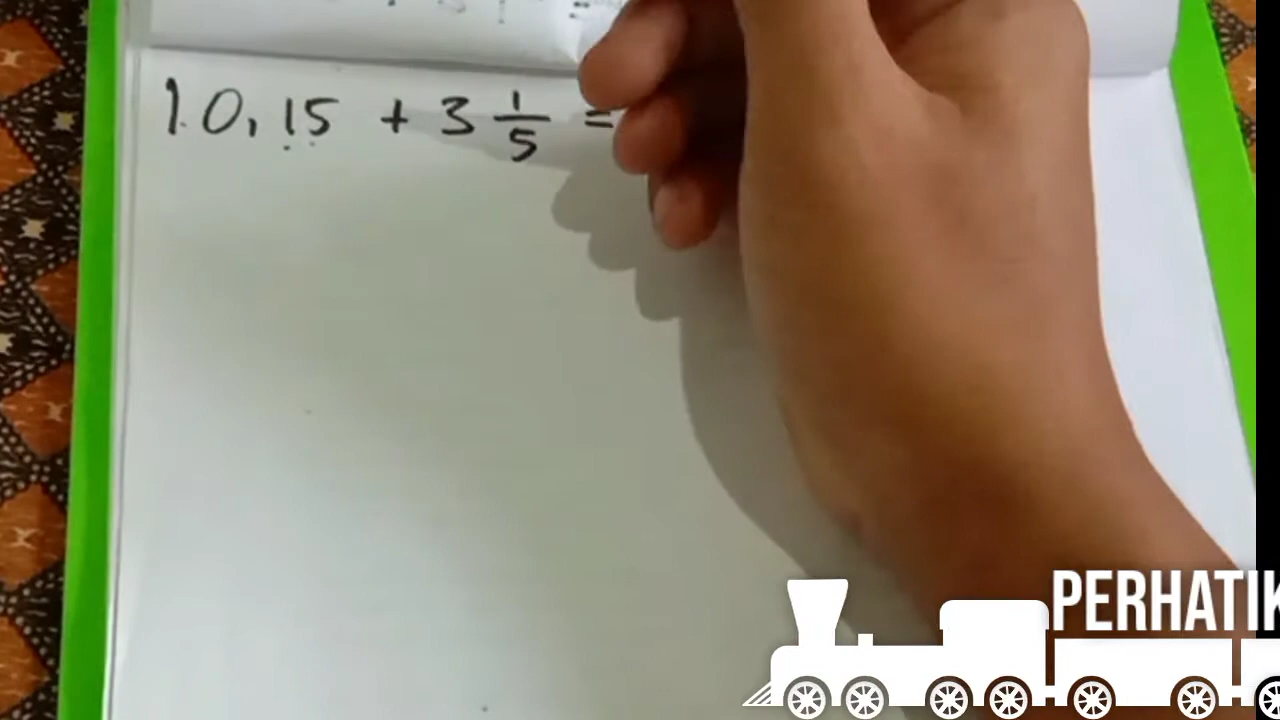 1. 0,15 + 3 1/5 =
PERHATIK